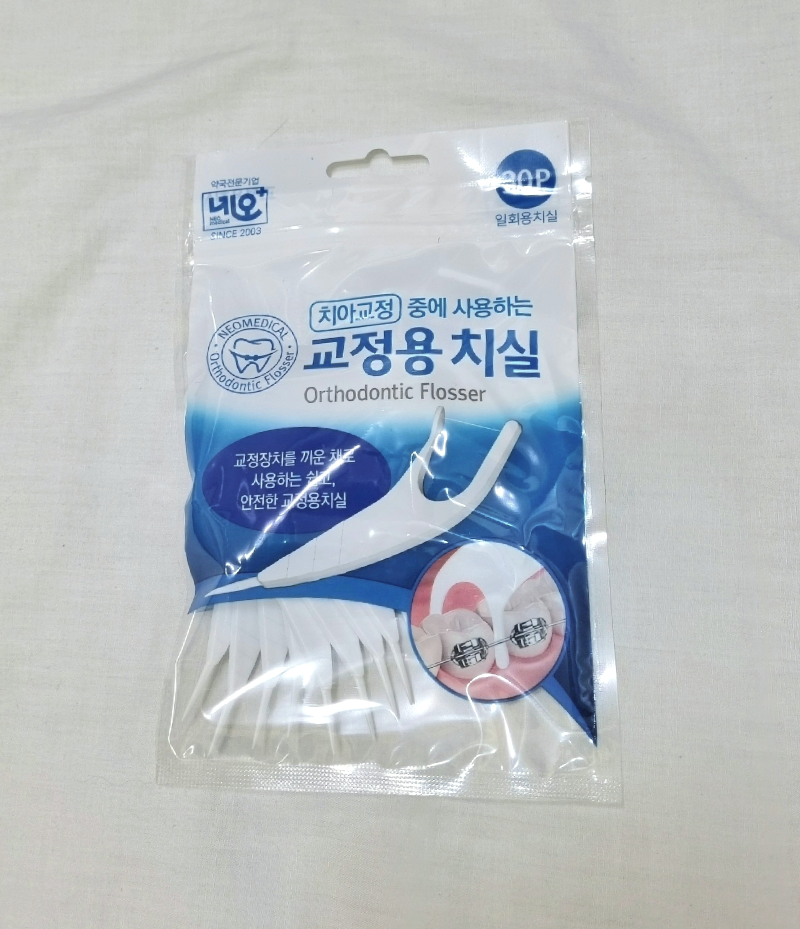 약국전문기업
네오+
NEO medical
SINCE 2003
일회용치실
치아교정 중에 사용하는
교정용 치실
Orthodontic Flosser
NEOMEDICAL
Orthodontic Flosser
교정장치를 끼운 채로
사용하는 쉽고,
안전한 교정용치실